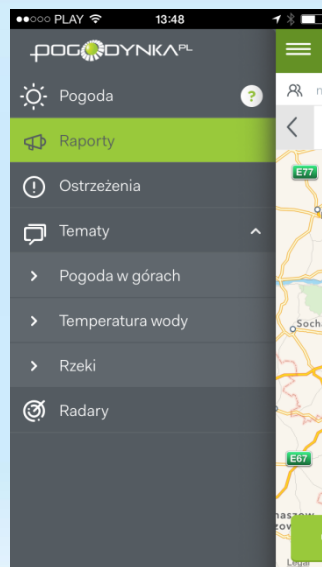 PLAY 13:48
POGODYNKA.PL
Pogoda ?
Raporty
Ostrzeżenia
Tematy
Pogoda w górach
Temperatura wody
Rzeki
Radary
E77
Soch
E67
Legal